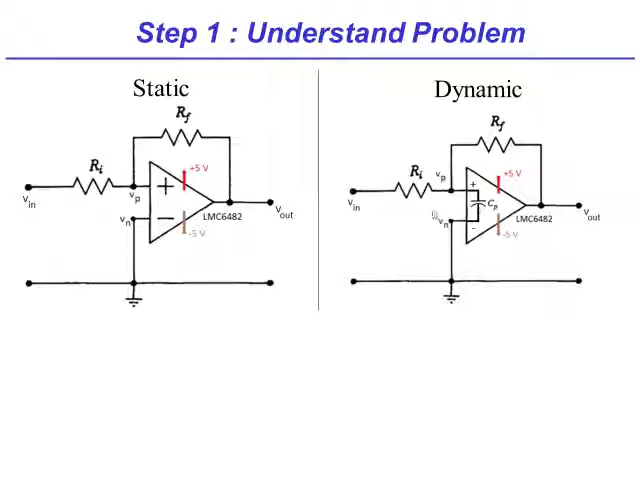 Step 1 : Understand Problem
Static
Dynamic
Rf
Ri
+5 V
+
vp
vin
vn
−
LMC6482
vout
-5 V
Rf
Ri
vp
+5 V
+
vin
Cp
vn
-
LMC6482
vout
-5 V